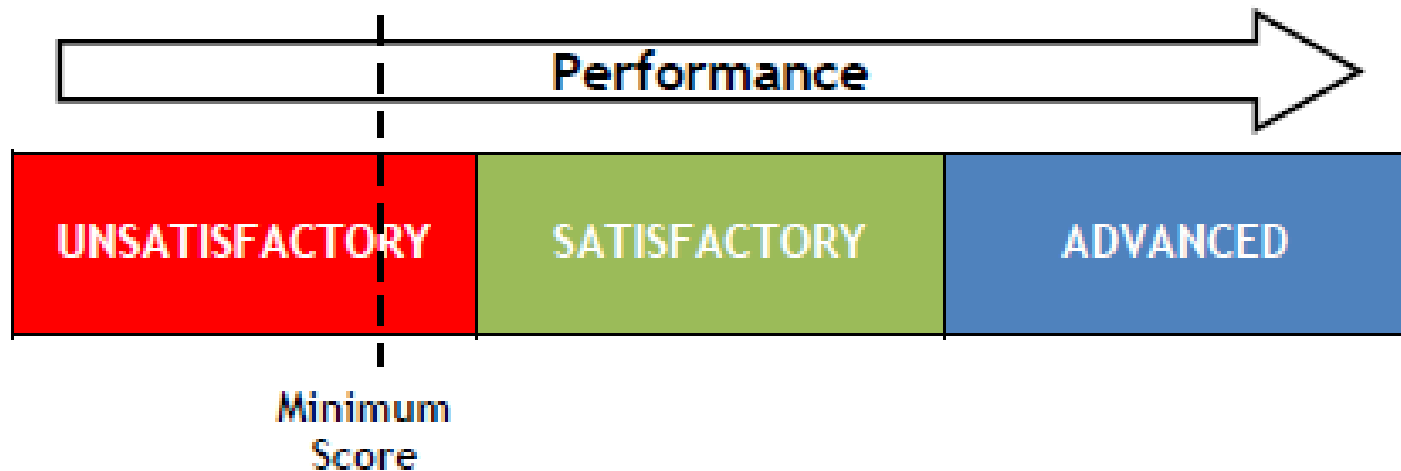 Performance
UNSATISFACTORY
SATISFACTORY
ADVANCED
Minimum
Score